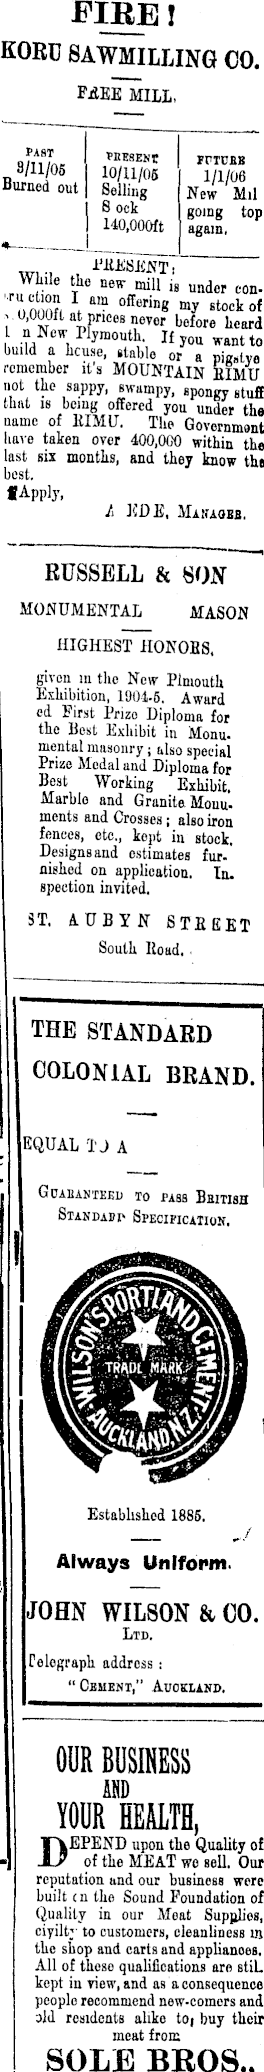 FIRE!
KORU SAWMILLING CO.
FREE MILL.
PAST
3/11/05
Burned out
PRESENT
10/11/05
Selling
S ock
140,000ft
FUTURE
1/1/06
New Mil
going top
again.
PRESENT:
While the new mill is under con-
ruction I am offering my stock of
0,000ft at prices never before heard
n New Plymouth. If you want to
build a house, stable or a pigstye
remember it's MOUNTAIN RIMU
not the sappy, swampy, spongy stuff
that is being offered you under the
name of RIMU. The Government
have taken over 400,000 within the
last six months, and they know the
best.
Apply,
EDE, MANAGER.
RUSSELL & SON
MONUMENTAL MASON
HIGHEST HONORS,
given in the New Plmouth
Exhibition, 1904-5. Award
ed First Prize Diploma for
the Best Exhibit in Monu-
mental masonry; also special
Prize Medal and Diploma for
Best Working Exhibit.
Marble and Granite Monu-
ments and Crosses; also iron
fences, etc., kept in stock.
Designs and estimates fur-
nished on application. In-
spection invited.
ST. AUBYN STREET
South Road.
THE STANDARD
COLONIAL BRAND.
EQUAL TO A
GUARANTEED TO PASS BRITISH
STANDARD SPECIFICATION.
WILSON'S PORTLAND CEMENT
TRADE MARK
AUCKLAND, N.Z.
Established 1885.
Always Uniform.
JOHN WILSON & CO.
LTD.
Telegraph address:
"CEMENT," AUCKLAND.
OUR BUSINESS
AND
YOUR HEALTH,
DEPEND upon the Quality of
of the MEAT we sell. Our
reputation and our business were
built on the Sound Foundation of
Quality in our Meat Supplies,
civilty to customers, cleanliness in
the shop and carts and appliances.
All of these qualifications are still
kept in view, and as a consequence
people recommend new-comers and
old residents alike to buy their
meat from
SOLE BROS.,